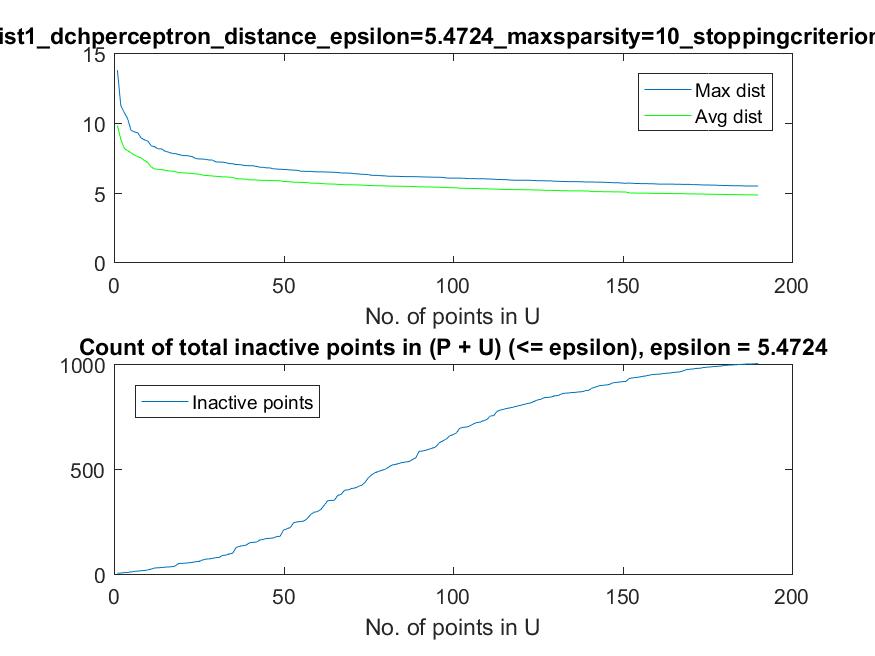 ist1_dchperceptron_distance_epsilon=5.4724_maxsparsity=10_stoppingcriterion
15
10
5
0
Max dist
Avg dist
0 50 100 150 200
No. of points in U
Count of total inactive points in (P + U) (<= epsilon), epsilon = 5.4724
1000
500
0
Inactive points
0 50 100 150 200
No. of points in U